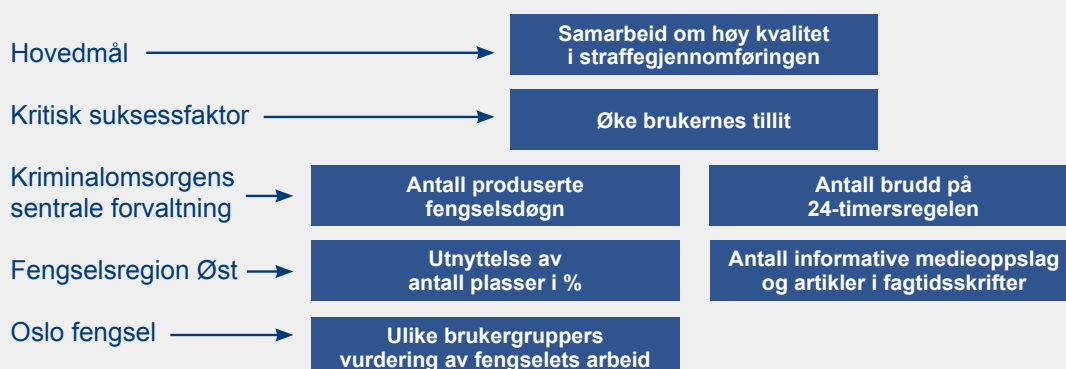 Hovedmål
Samarbeid om høy kvalitet
i straffegjennomføringen
Kritisk suksessfaktor
Øke brukernes tillit
Kriminalomsorgens
sentrale forvaltning
Antall produserte
fengselsdøgn
Antall brudd på
24-timersregelen
Fengselsregion Øst
Utnyttelse av
antall plasser i %
Antall informative medieoppslag
og artikler i fagtidsskrifter
Oslo fengsel
Ulike brukergruppers
vurdering av fengselets arbeid